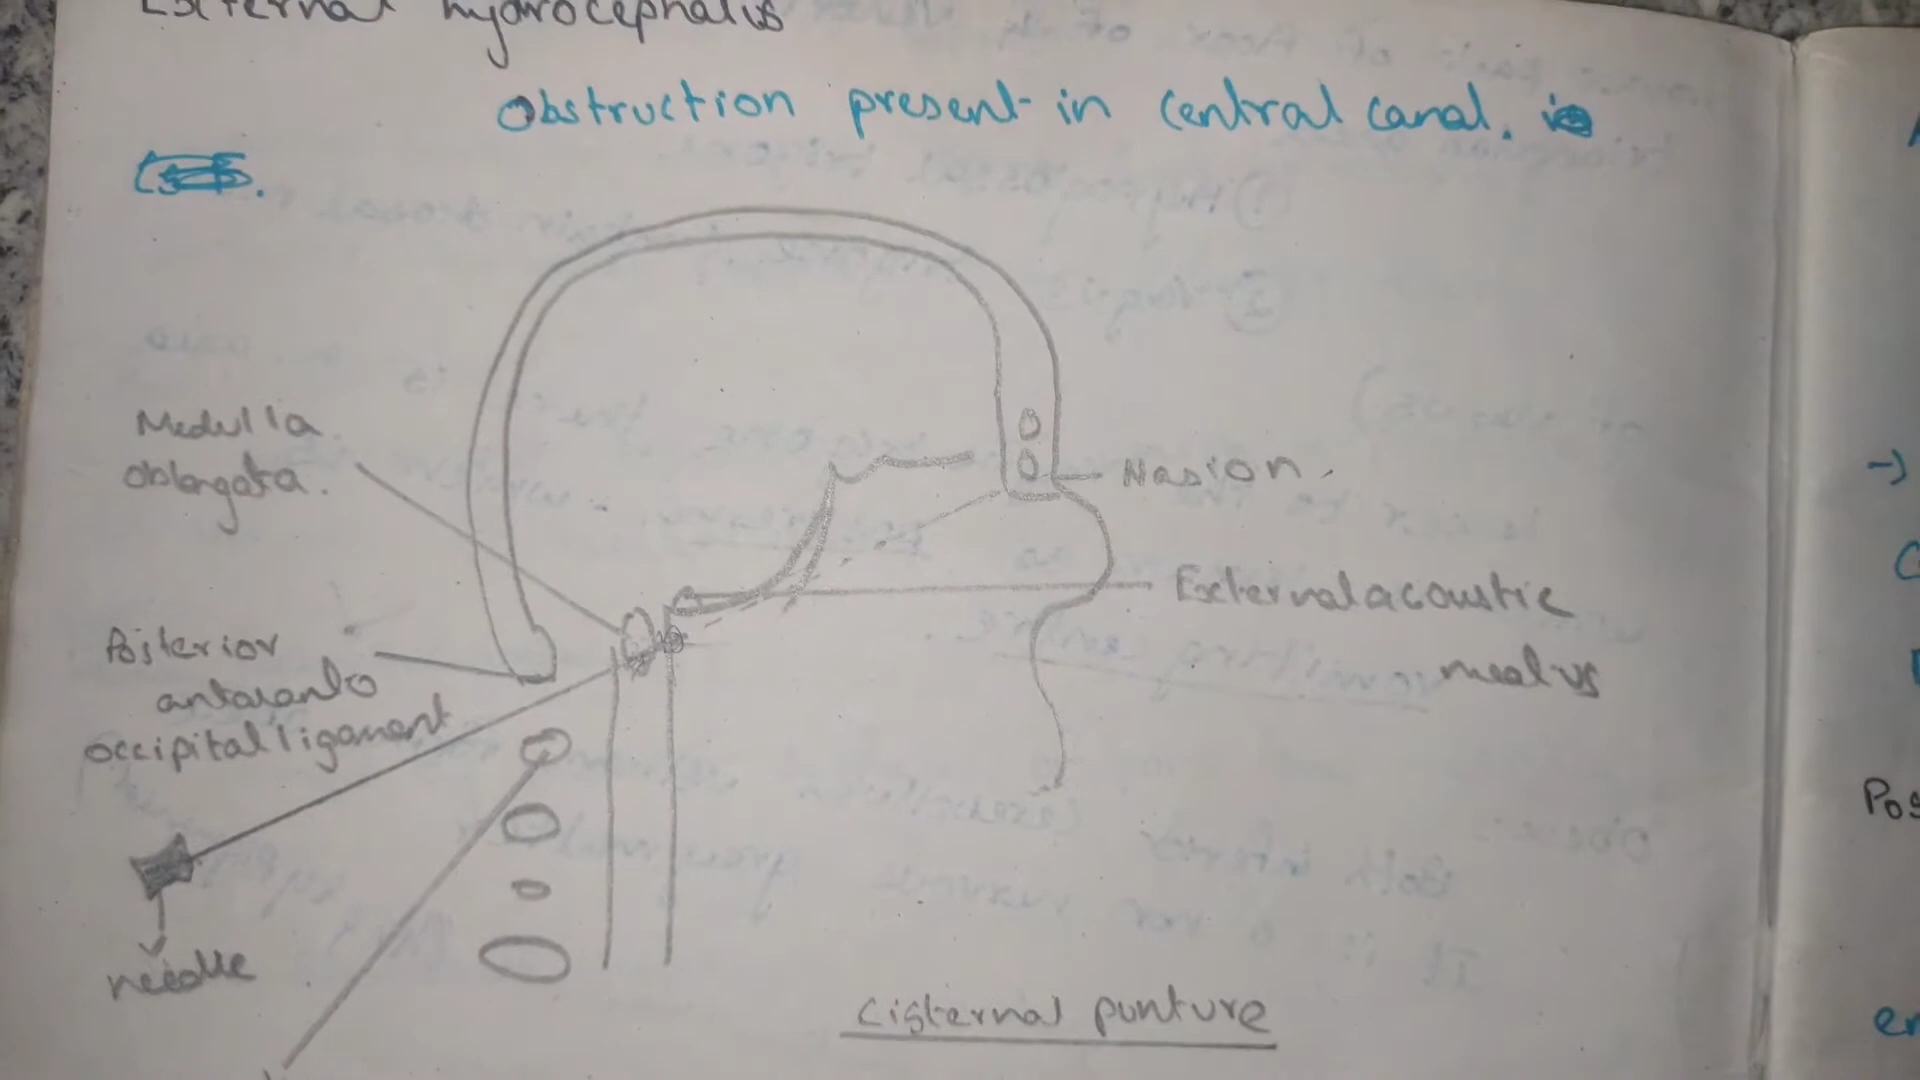 External hydrocephalus
Obstruction present in central canal.
Medulla
oblongata.
Nasion
External acoustic
meatus
Posterior
occipital ligament
needle
Pos
cisternal punture